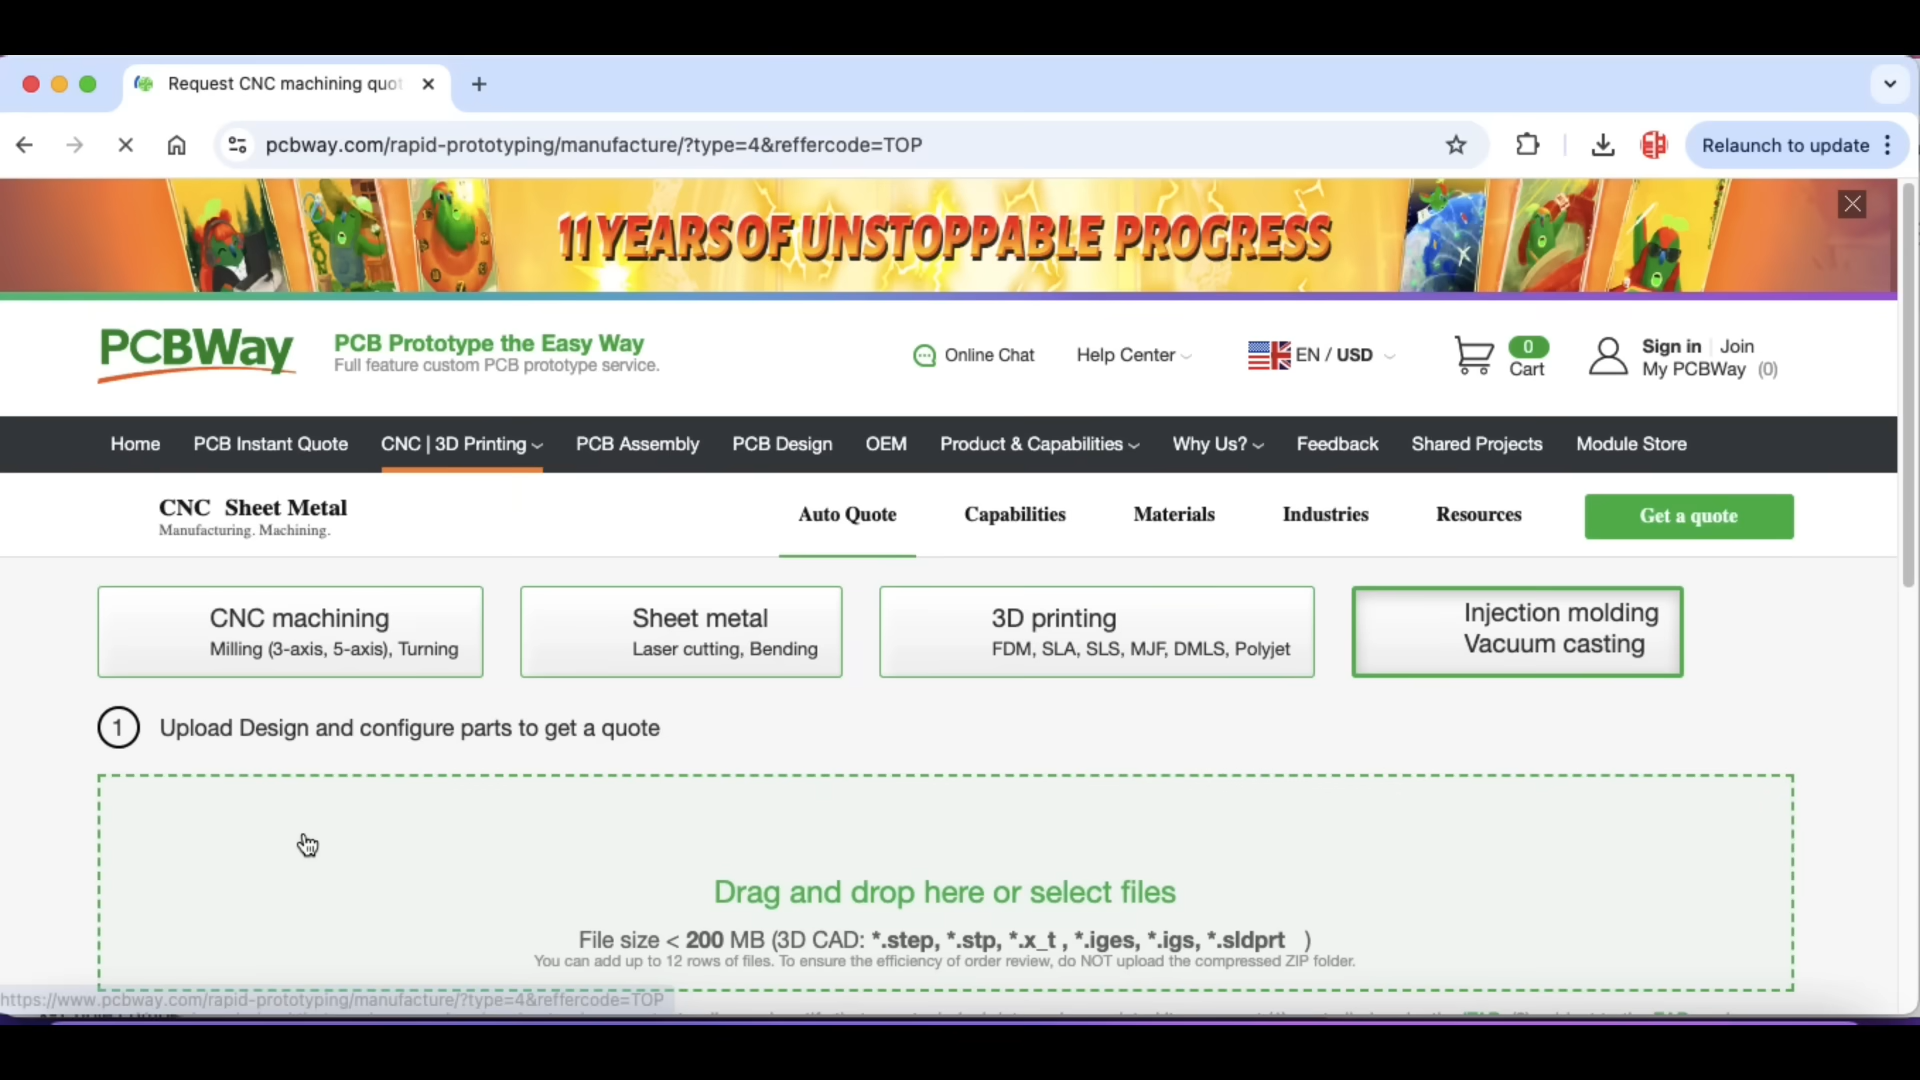 Request CNC machining quot
pcbway.com/rapid-prototyping/manufacture/?type=4&reffercode=TOP
Relaunch to update
11 YEARS OF UNSTOPPABLE PROGRESS
PCBWay
PCB Prototype the Easy Way
Full feature custom PCB prototype service.
Online Chat
Help Center
EN / USD
0
Cart
Sign in
Join
My PCBWay (0)
Home
PCB Instant Quote
CNC | 3D Printing
PCB Assembly
PCB Design
OEM
Product & Capabilities
Why Us?
Feedback
Shared Projects
Module Store
CNC Sheet Metal
Manufacturing. Machining.
Auto Quote
Capabilities
Materials
Industries
Resources
Get a quote
CNC machining
Milling (3-axis, 5-axis), Turning
Sheet metal
Laser cutting, Bending
3D printing
FDM, SLA, SLS, MJF, DMLS, Polyjet
Injection molding
Vacuum casting
1 Upload Design and configure parts to get a quote
Drag and drop here or select files
File size < 200 MB (3D CAD: *.step, *.stp, *.x_t , *.iges, *.igs, *.sldprt )
You can add up to 12 rows of files. To ensure the efficiency of order review, do NOT upload the compressed ZIP folder.
https://www.pcbway.com/rapid-prototyping/manufacture/?type=4&reffercode=TOP